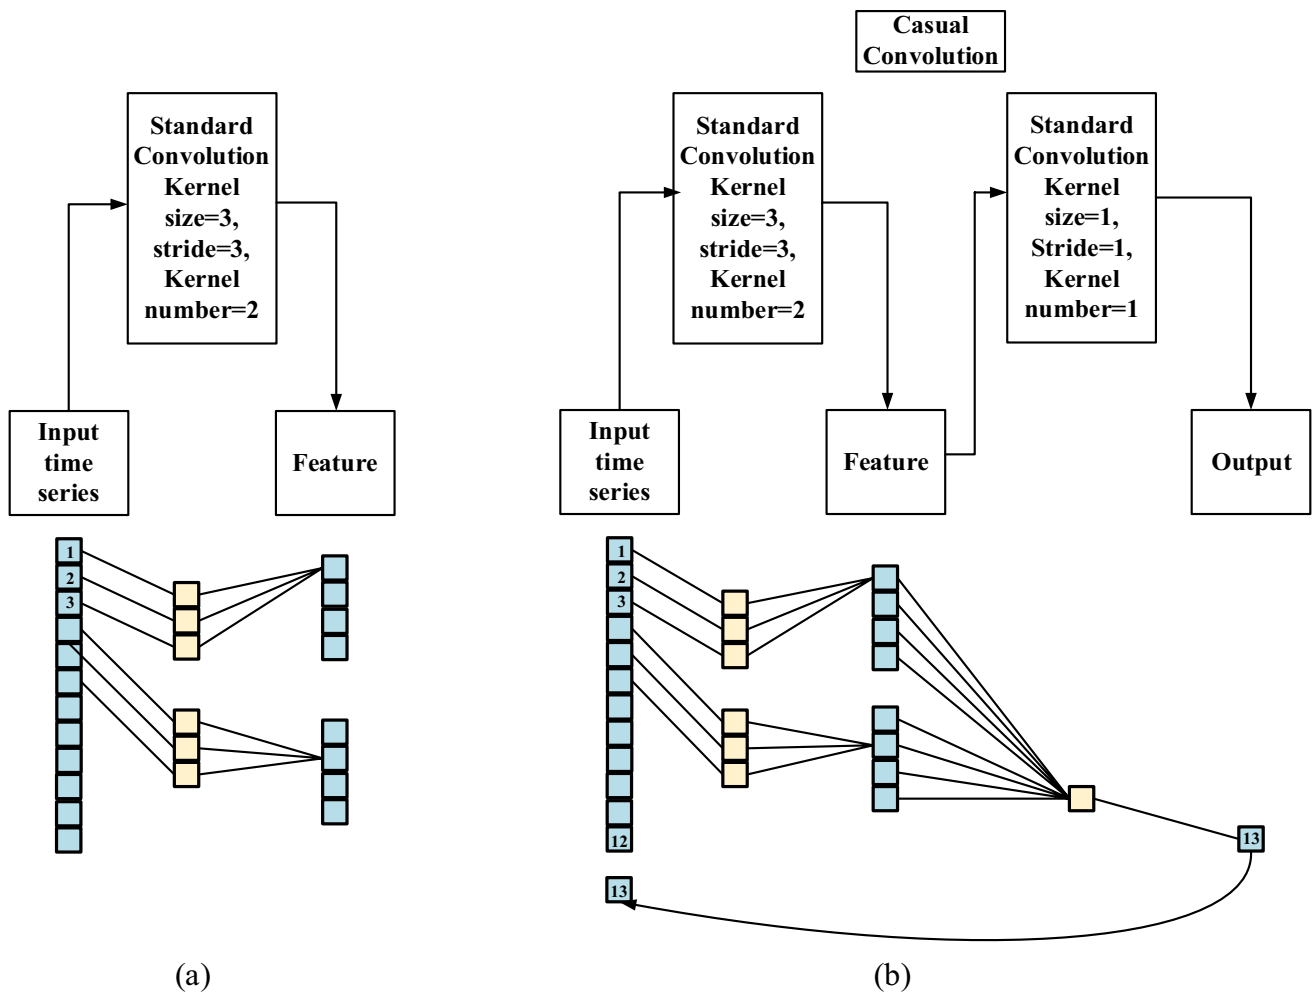 Casual
Convolution
Standard
Convolution
Kernel
size=3,
stride=3,
Kernel
number=2
Input
time
series
Feature
1
2
3
(a)
Standard
Convolution
Kernel
size=3,
stride=3,
Kernel
number=2
Standard
Convolution
Kernel
size=1,
Stride=1,
Kernel
number=1
Input
time
series
Feature
Output
1
2
3
12
13
13
(b)